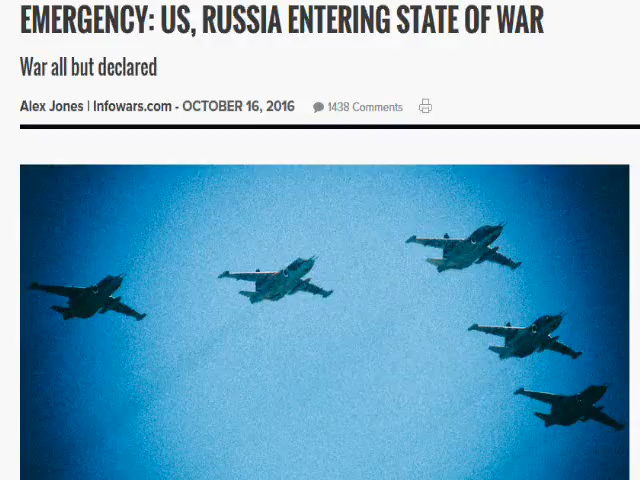 EMERGENCY: US, RUSSIA ENTERING STATE OF WAR
War all but declared
Alex Jones | Infowars.com - OCTOBER 16, 2016 1438 Comments